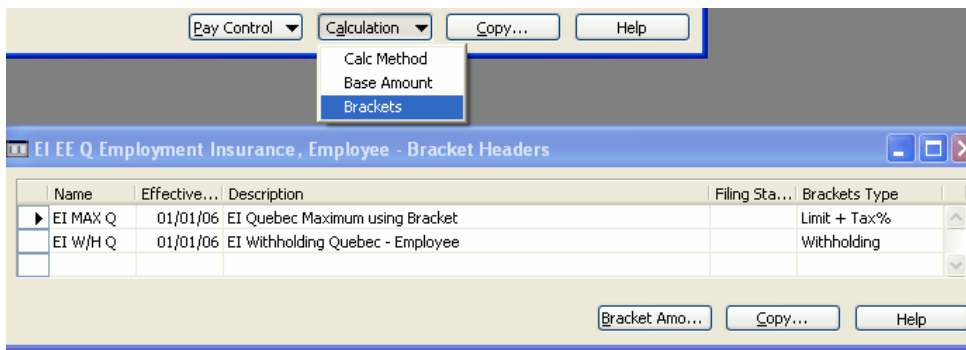 Pay Control Calculation Copy... Help
Calc Method
Base Amount
Brackets
EI EE Q Employment Insurance, Employee - Bracket Headers
Name Effective... Description Filing Sta... Brackets Type
EI MAX Q 01/01/06 EI Quebec Maximum using Bracket Limit + Tax%
EI W/H Q 01/01/06 EI Withholding Quebec - Employee Withholding
Bracket Amo... Copy... Help